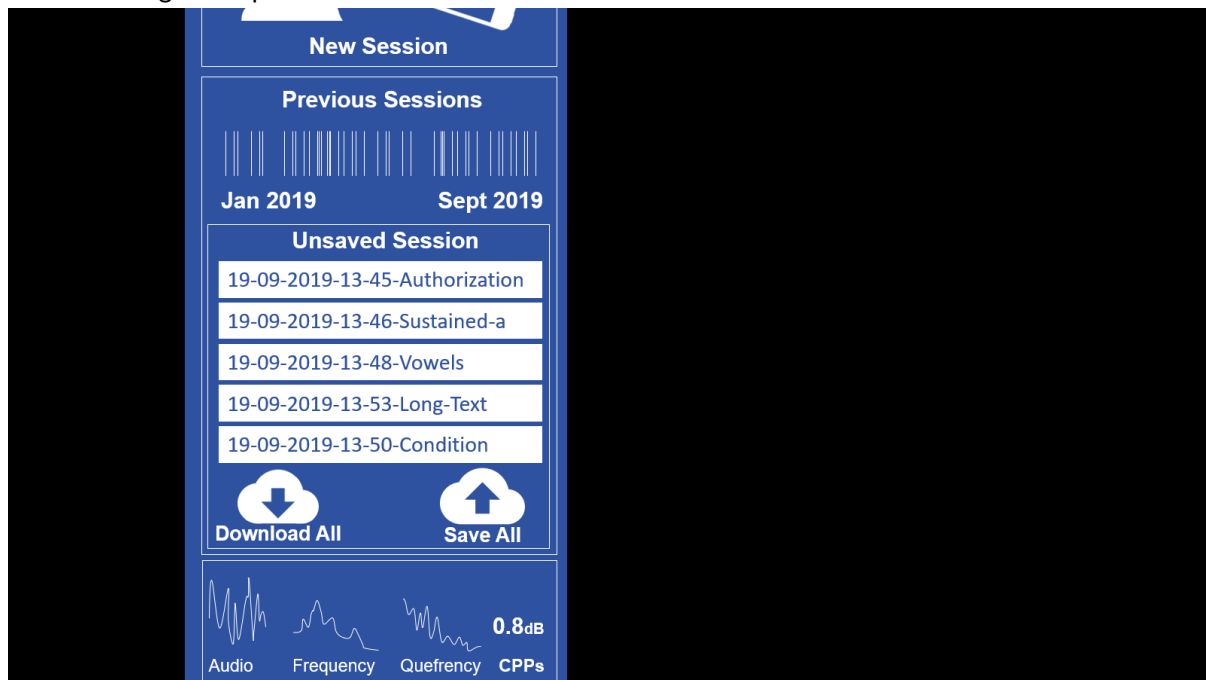 New Session
Previous Sessions
Jan 2019 Sept 2019
Unsaved Session
19-09-2019-13-45-Authorization
19-09-2019-13-46-Sustained-a
19-09-2019-13-48-Vowels
19-09-2019-13-53-Long-Text
19-09-2019-13-50-Condition
Download All Save All
0.8dB
Audio Frequency Quefrency CPPs